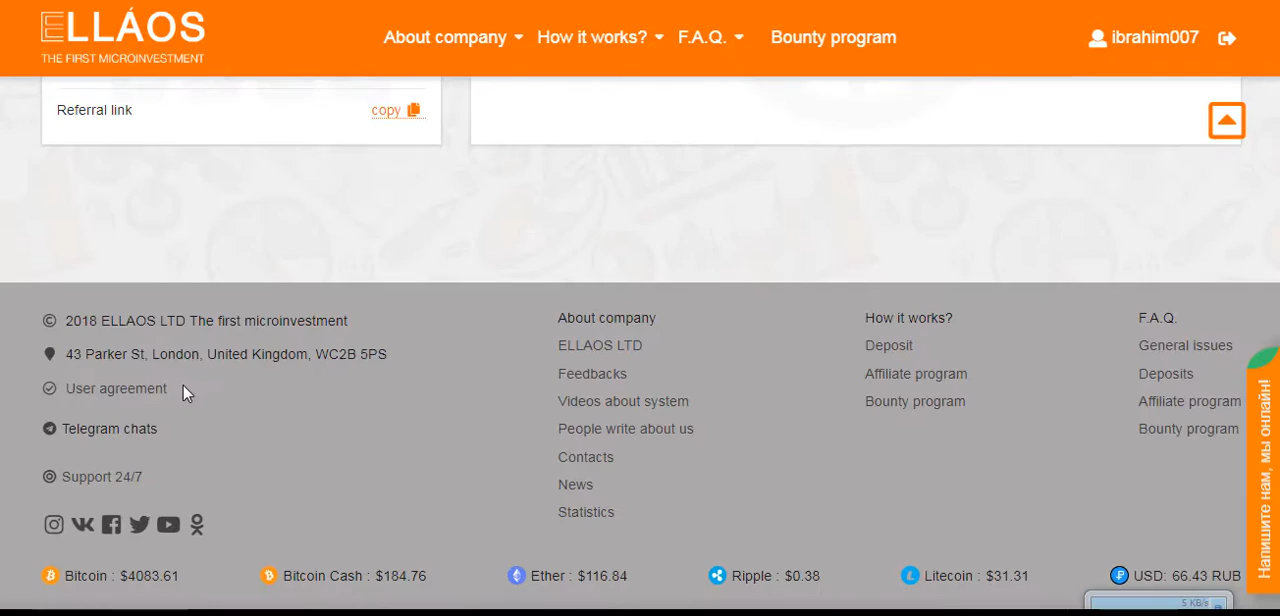 ELLÁOS
THE FIRST MICROINVESTMENT
About company
How it works?
F.A.Q.
Bounty program
ibrahim007
Referral link
copy
2018 ELLAOS LTD The first microinvestment
43 Parker St, London, United Kingdom, WC2B 5PS
User agreement
Telegram chats
Support 24/7
About company
ELLAOS LTD
Feedbacks
Videos about system
People write about us
Contacts
News
Statistics
How it works?
Deposit
Affiliate program
Bounty program
F.A.Q.
General issues
Deposits
Affiliate program
Bounty program
Напишите нам, мы онлайн!
Bitcoin : $4083.61
Bitcoin Cash : $184.76
Ether : $116.84
Ripple : $0.38
Litecoin : $31.31
USD: 66.43 RUB
5 KB/s